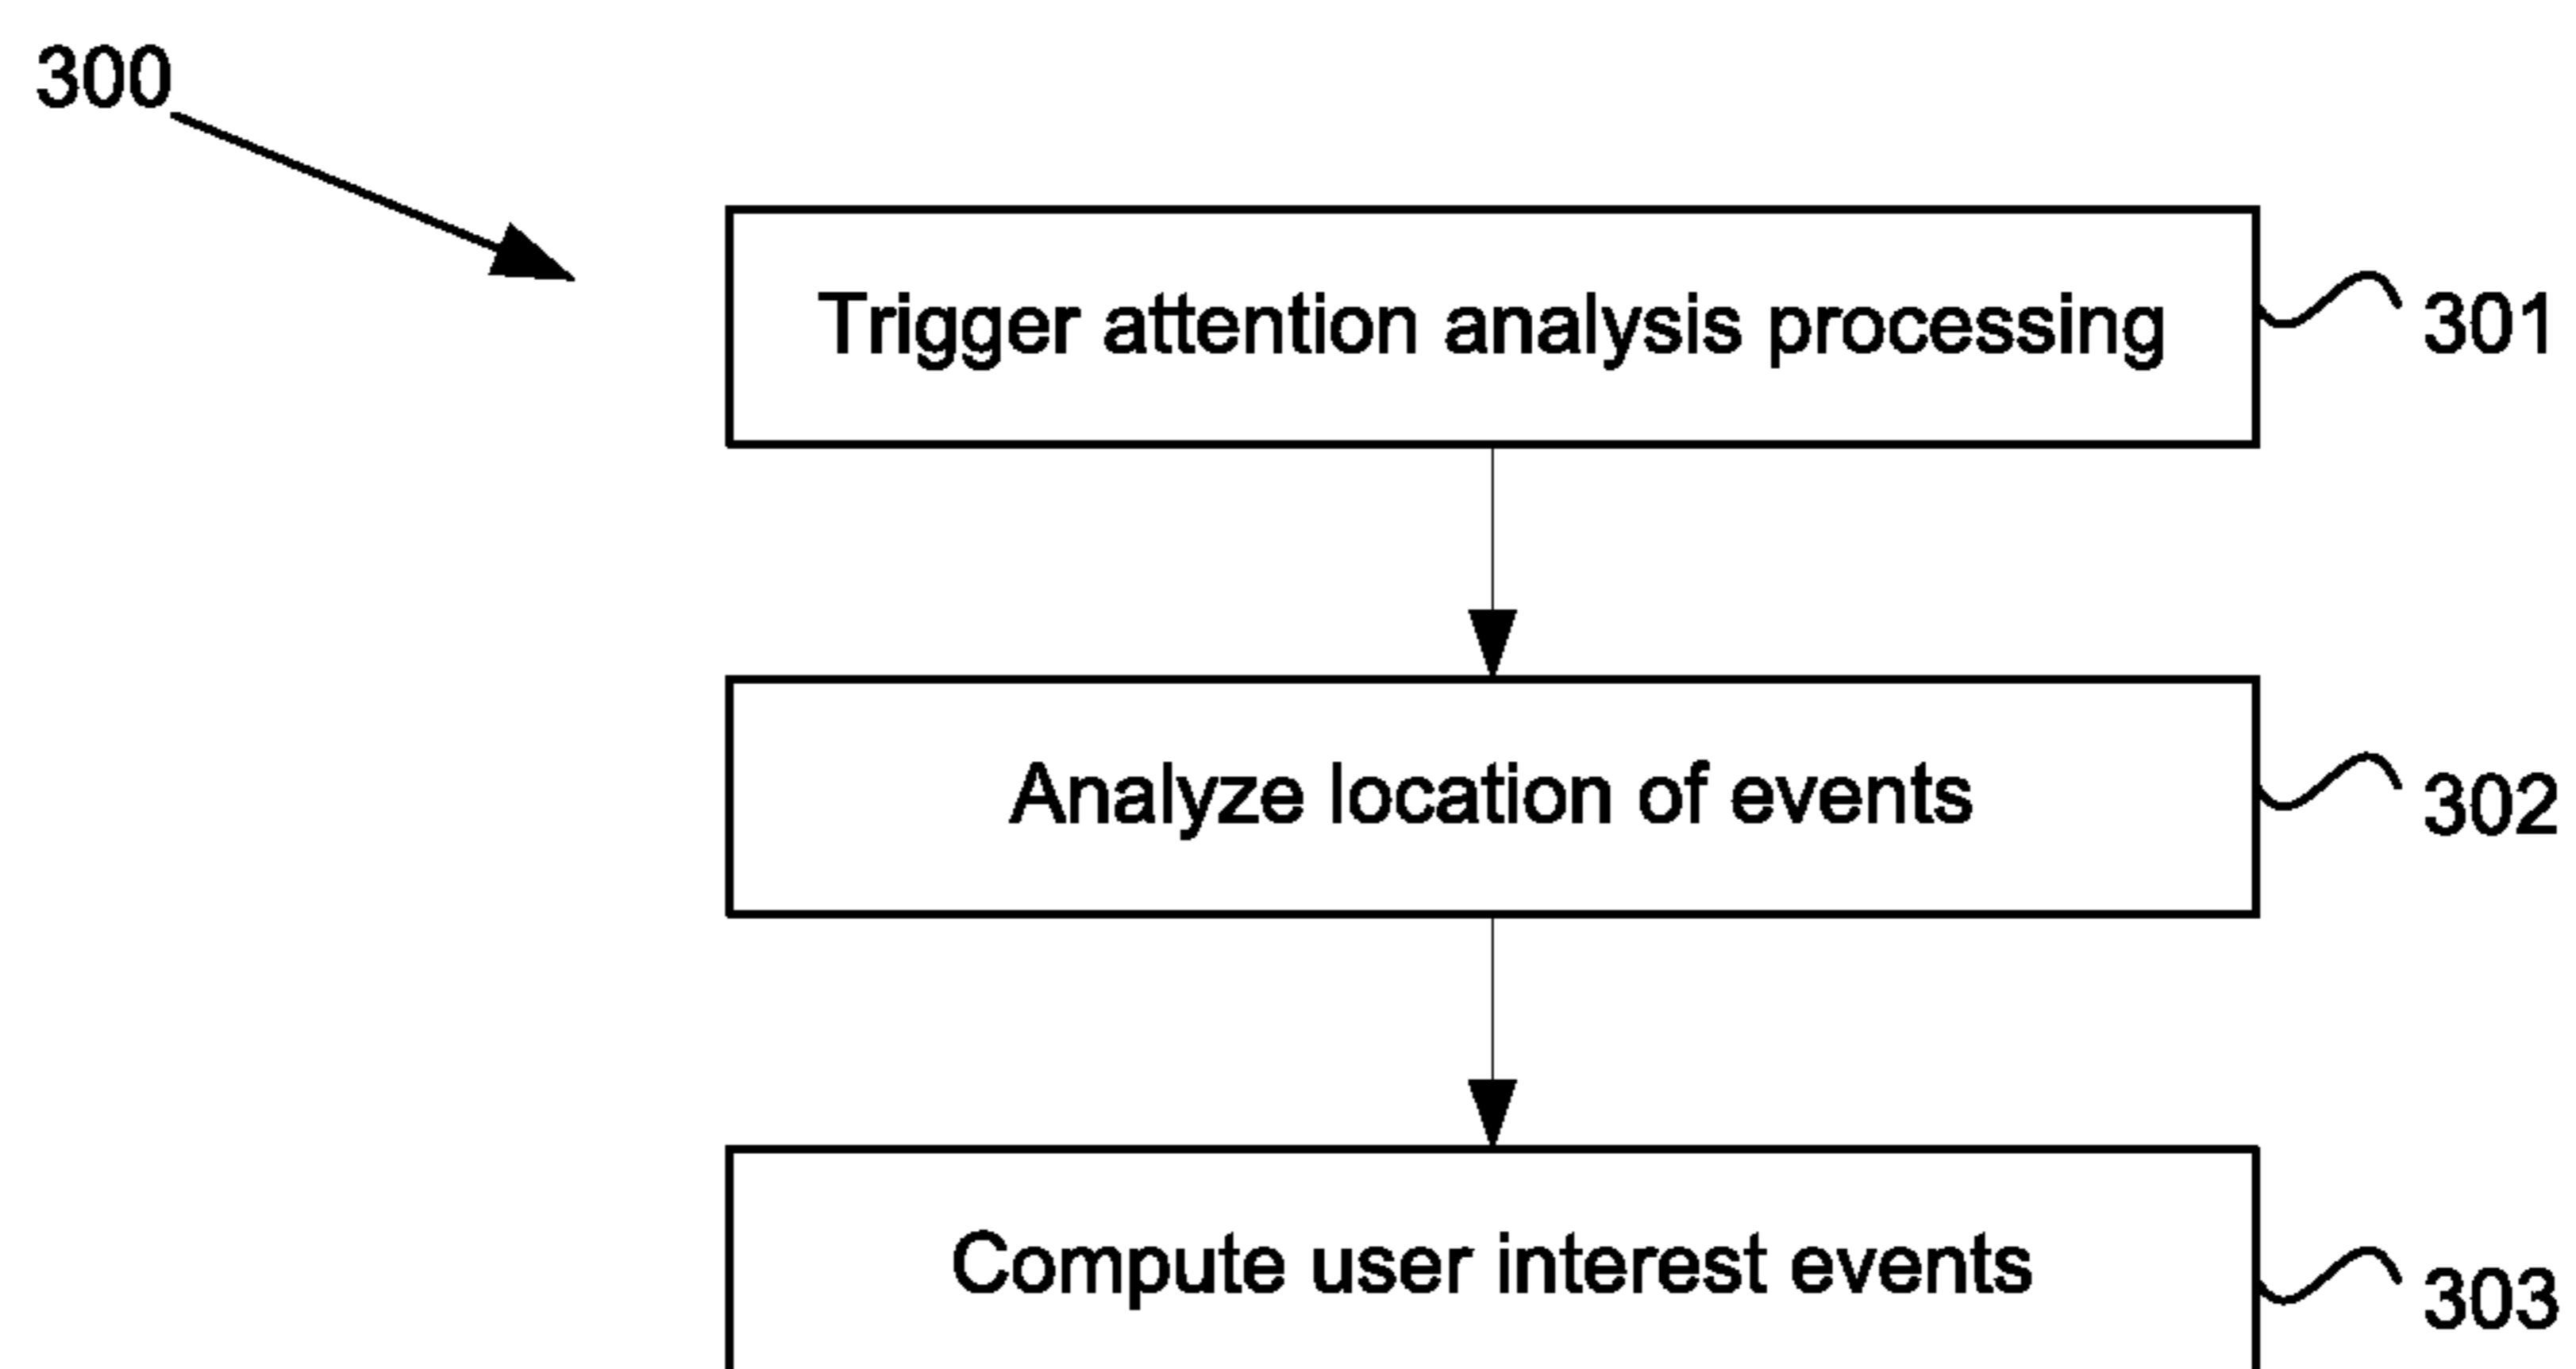 300
Trigger attention analysis processing
301
Analyze location of events
302
Compute user interest events
303